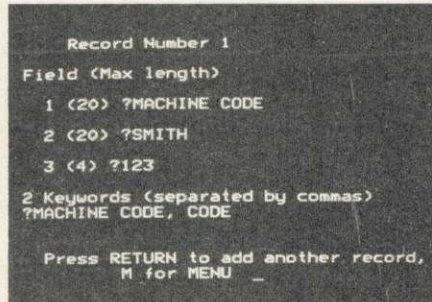 Record Number 1
Field (Max length)
1 (20) ?MACHINE CODE
2 (20) ?SMITH
3 (4) ?123
2 Keywords (separated by commas)
?MACHINE CODE, CODE
Press RETURN to add another record,
M for MENU _